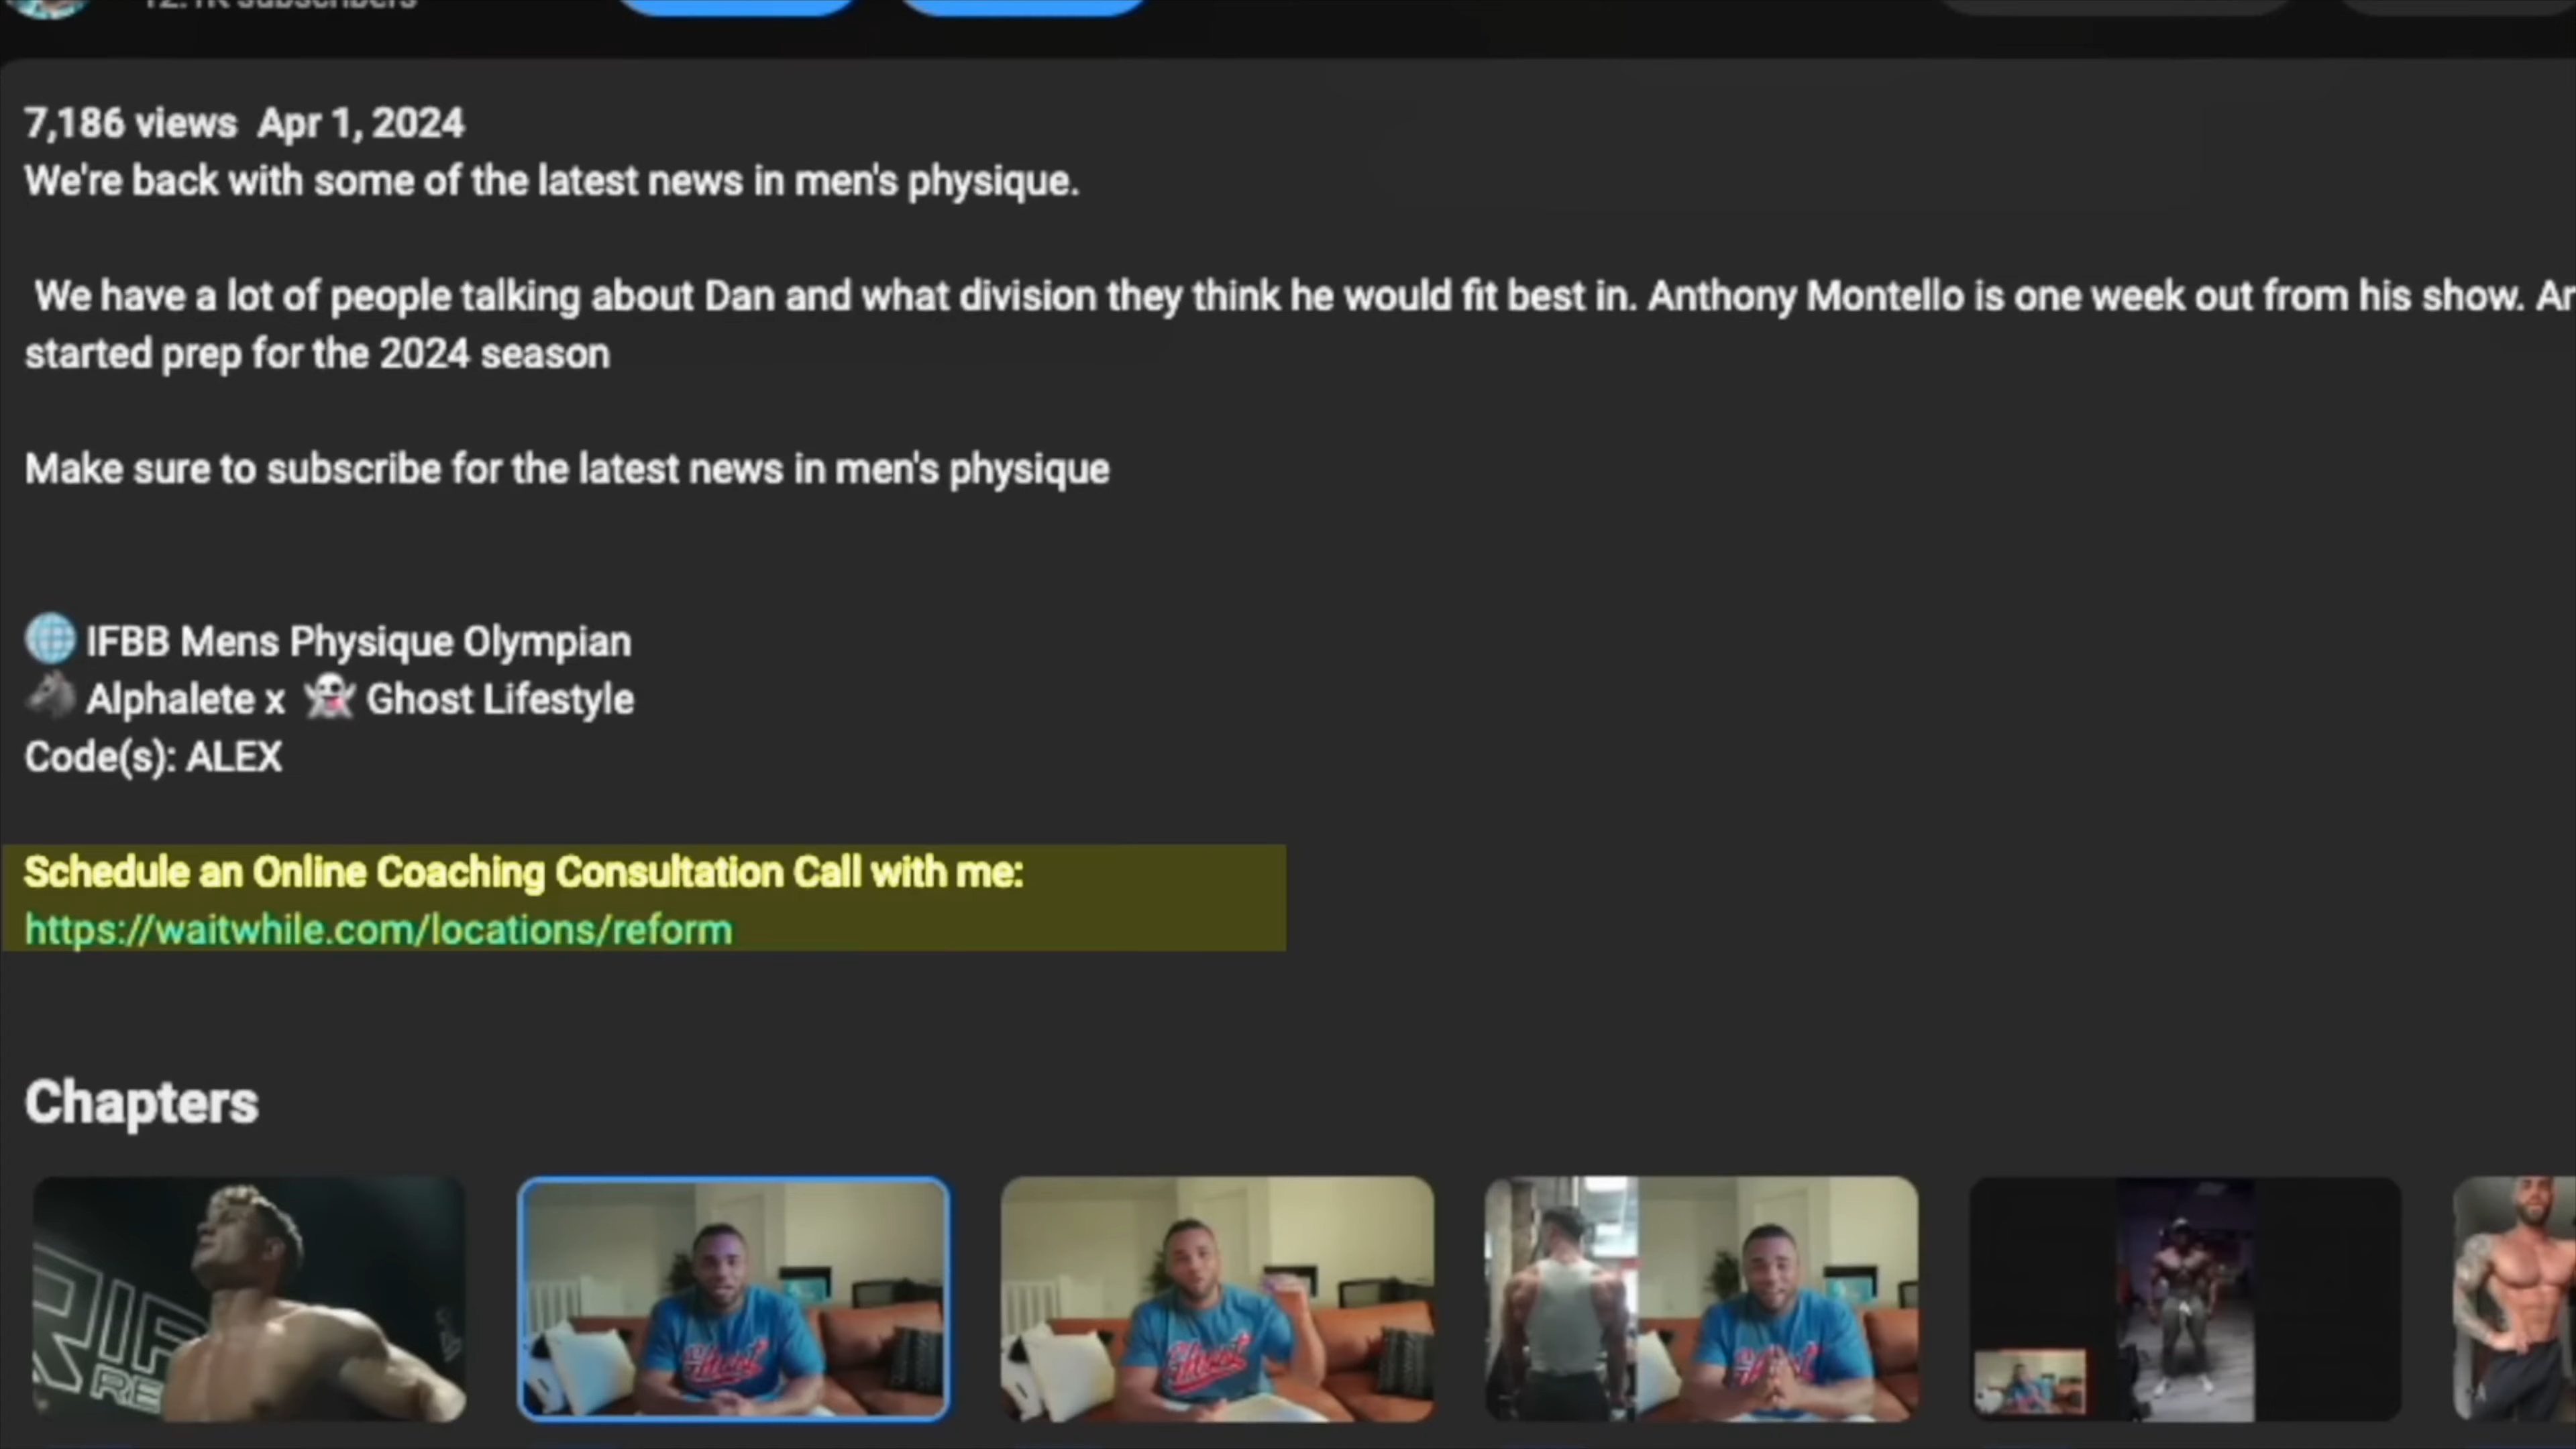 12.1K subscribers
7,186 views Apr 1, 2024
We're back with some of the latest news in men's physique.
We have a lot of people talking about Dan and what division they think he would fit best in. Anthony Montello is one week out from his show.
started prep for the 2024 season
Make sure to subscribe for the latest news in men's physique
IFBB Mens Physique Olympian
Alphalete x 👻 Ghost Lifestyle
Code(s): ALEX
Schedule an Online Coaching Consultation Call with me:
https://waitwhile.com/locations/reform
Chapters
Ghost